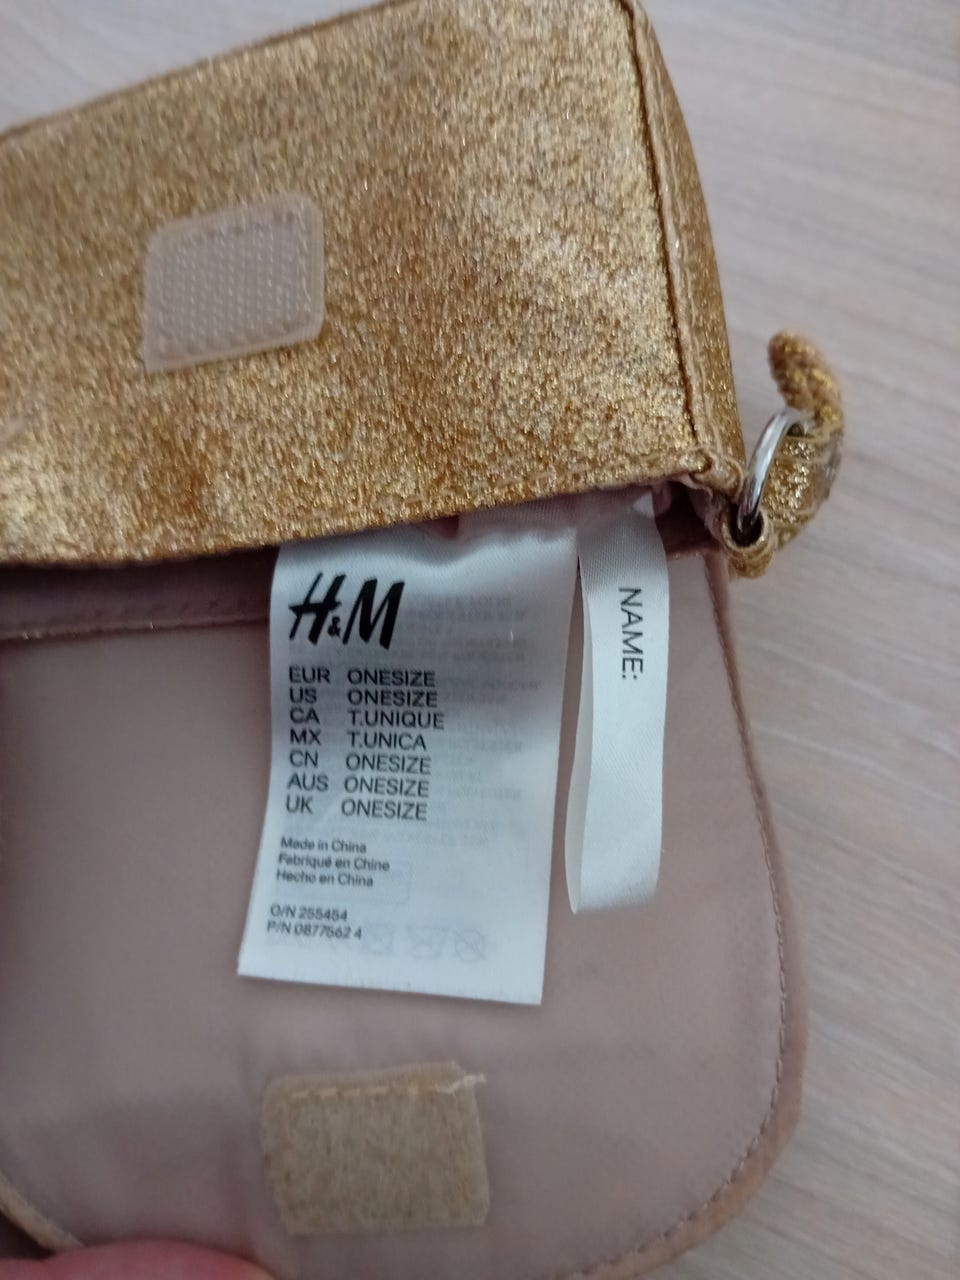 H&M
EUR ONESIZE
US ONESIZE
CA T.UNIQUE
MX T.UNICA
CN ONESIZE
AUS ONESIZE
UK ONESIZE
Made in China
Fabriqué en Chine
Hecho en China
O/N 255454
P/N 0877562 4
NAME: